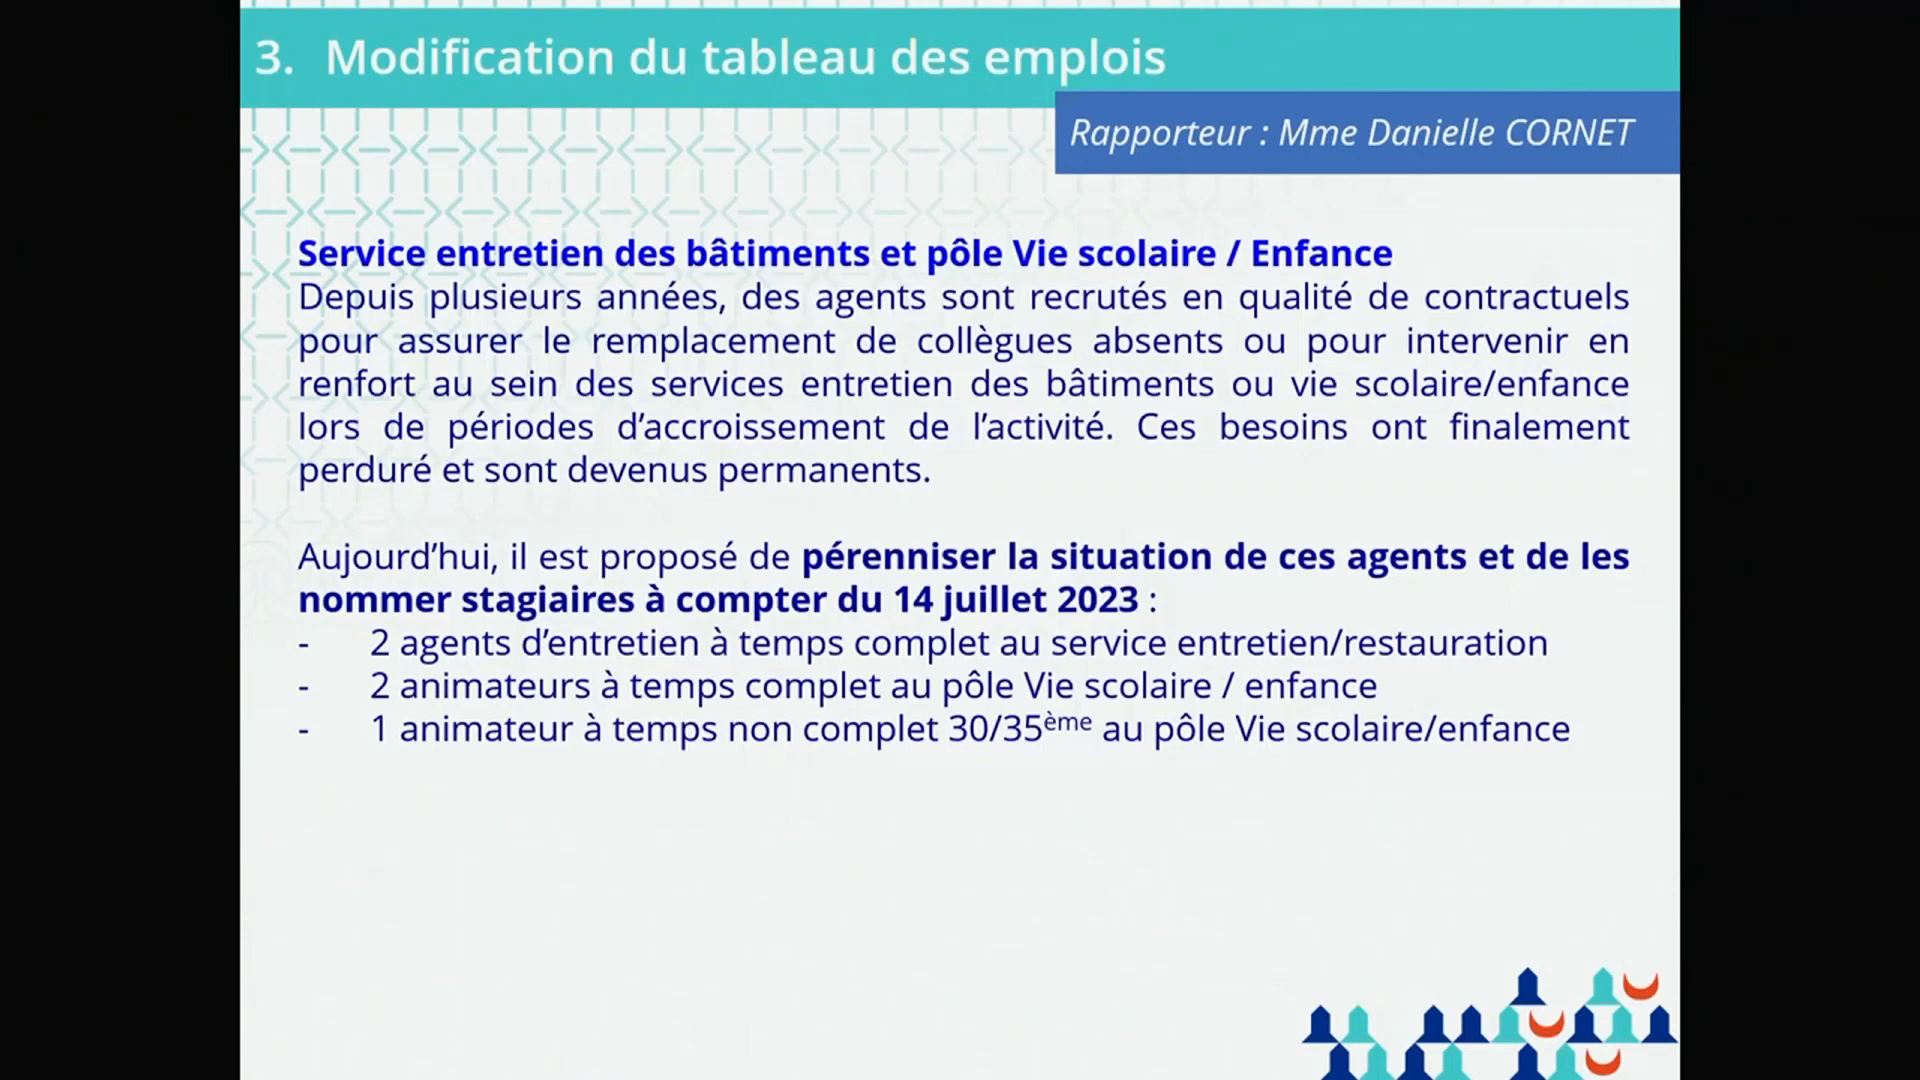 3. Modification du tableau des emplois
Rapporteur : Mme Danielle CORNET
Service entretien des bâtiments et pôle Vie scolaire / Enfance
Depuis plusieurs années, des agents sont recrutés en qualité de contractuels
pour assurer le remplacement de collègues absents ou pour intervenir en
renfort au sein des services entretien des bâtiments ou vie scolaire/enfance
lors de périodes d’accroissement de l’activité. Ces besoins ont finalement
perduré et sont devenus permanents.
Aujourd’hui, il est proposé de pérenniser la situation de ces agents et de les
nommer stagiaires à compter du 14 juillet 2023 :
- 2 agents d’entretien à temps complet au service entretien/restauration
- 2 animateurs à temps complet au pôle Vie scolaire / enfance
- 1 animateur à temps non complet 30/35ème au pôle Vie scolaire/enfance